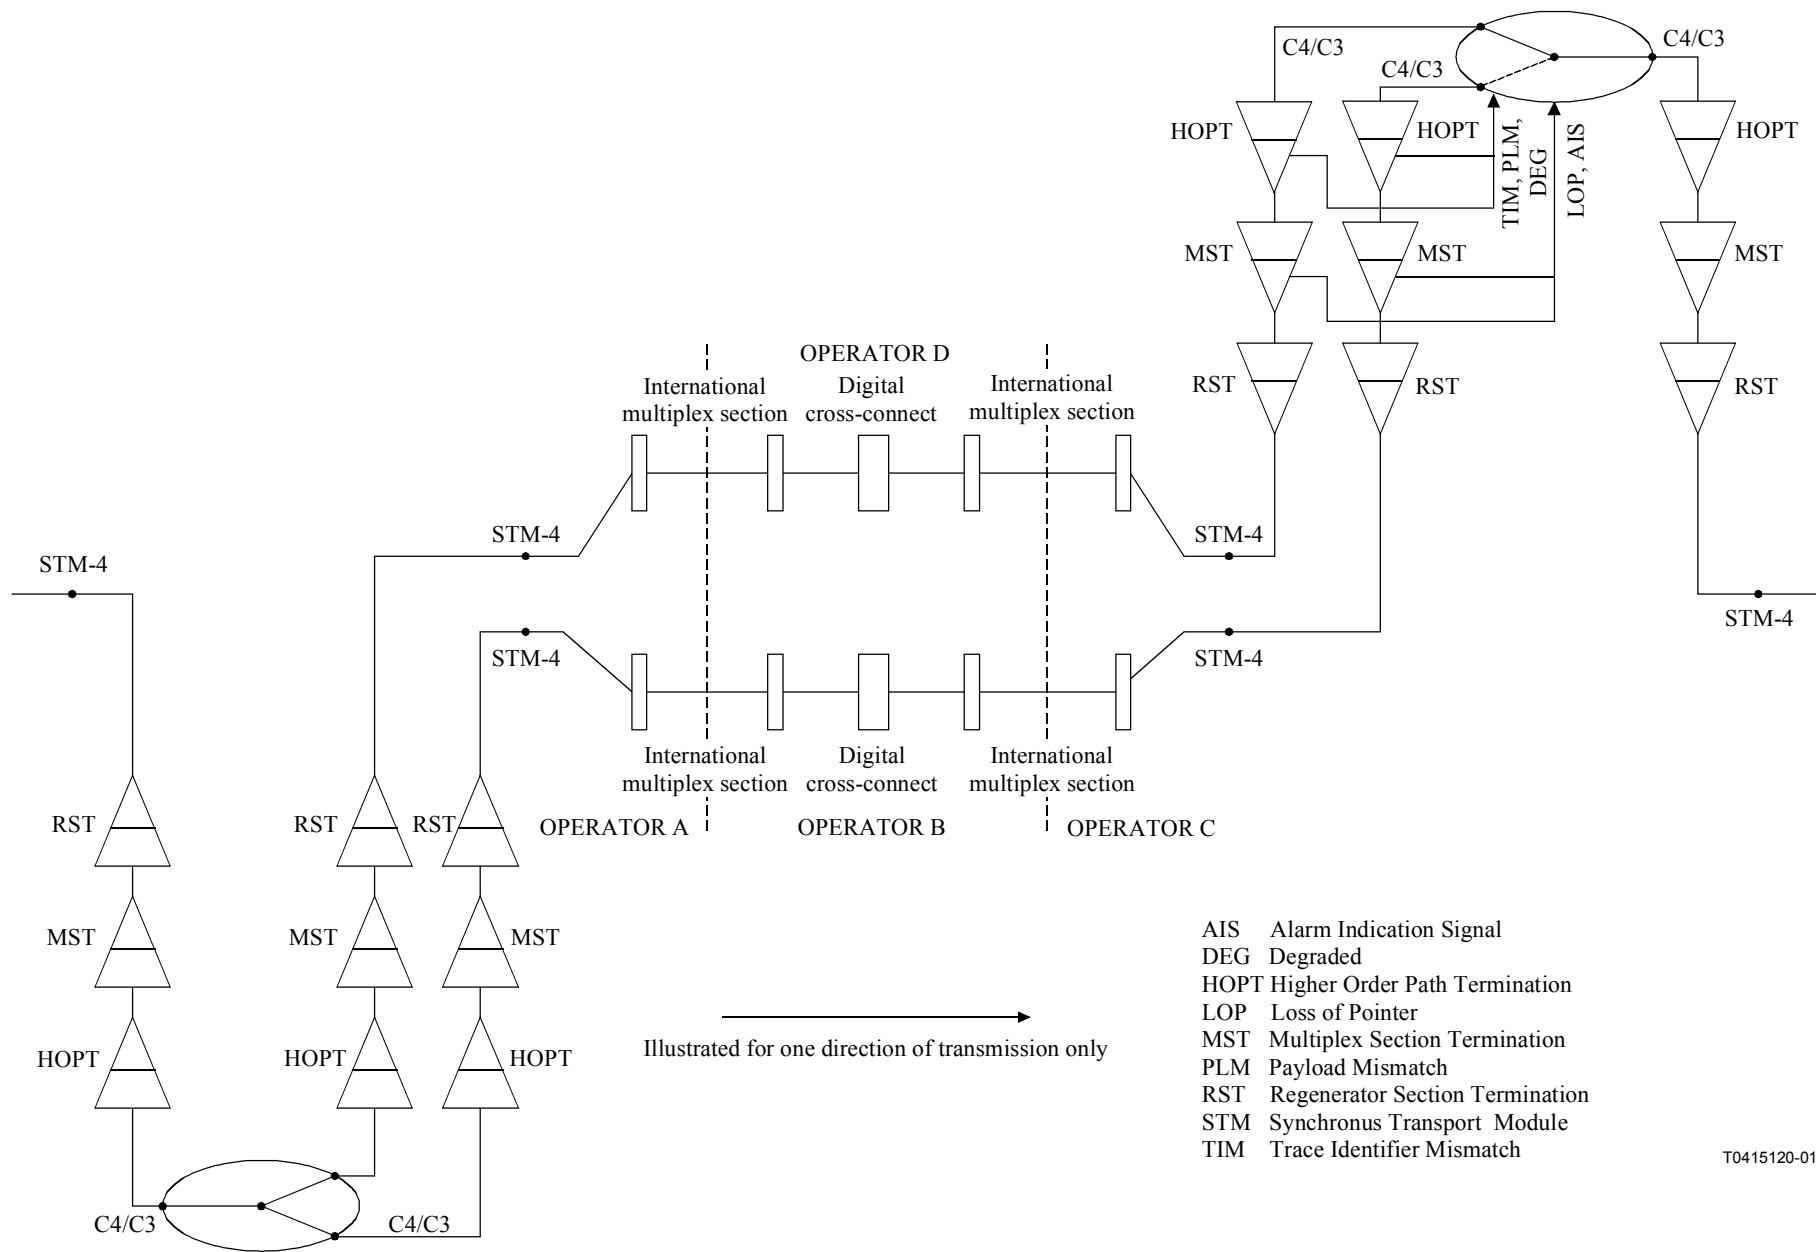 C4/C3
C4/C3
C4/C3
HOPT
HOPT
TIM, PLM,
DEG
LOP, AIS
HOPT
MST
MST
MST
RST
RST
RST
OPERATOR D
International
multiplex section
Digital
cross-connect
International
multiplex section
STM-4
STM-4
STM-4
STM-4
STM-4
STM-4
International
multiplex section
Digital
cross-connect
International
multiplex section
RST
RST
RST
OPERATOR A
OPERATOR B
OPERATOR C
MST
MST
MST
HOPT
HOPT
HOPT
C4/C3
C4/C3
Illustrated for one direction of transmission only
AIS Alarm Indication Signal
DEG Degraded
HOPT Higher Order Path Termination
LOP Loss of Pointer
MST Multiplex Section Termination
PLM Payload Mismatch
RST Regenerator Section Termination
STM Synchronus Transport Module
TIM Trace Identifier Mismatch
T0415120-01